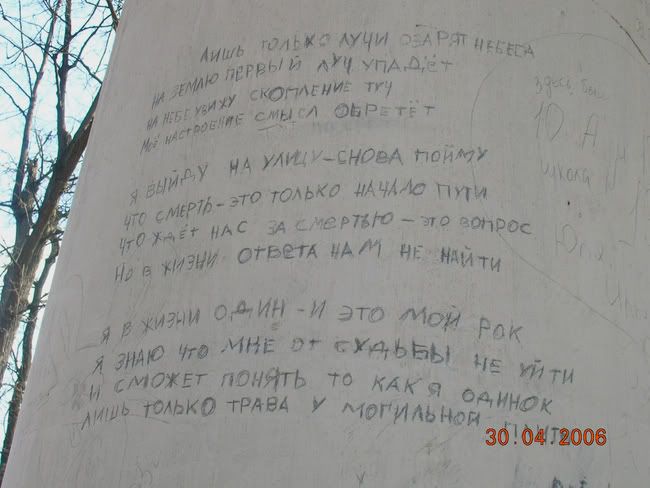 ЛИШЬ ТОЛЬКО ЛУЧИ ОЗАРЯТ НЕБЕСА
НА ЗЕМЛЮ ПЕРВЫЙ ЛУЧ УПАДЁТ
НА НЕБЕ УВИЖУ СКОПЛЕНИЕ ТУЧ
МОЁ НАСТРОЕНИЕ СМЫСЛ ОБРЕТЁТ
Я ВЫЙДУ НА УЛИЦУ-СНОВА ПОЙМУ
ЧТО СМЕРТЬ-ЭТО ТОЛЬКО НАЧАЛО ПУТИ
ЧТО ЖДЁТ НАС ЗА СМЕРТЬЮ-ЭТО ВОПРОС
НО В ЖИЗНИ ОТВЕТА НАМ НЕ НАЙТИ
Я В ЖИЗНИ ОДИН-И ЭТО МОЙ РОК
Я ЗНАЮ ЧТО МНЕ ОТ СУДЬБЫ НЕ УЙТИ
И СМОЖЕТ ПОНЯТЬ ТО КАК Я ОДИНОК
ЛИШЬ ТОЛЬКО ТРАВА У МОГИЛЬНОЙ
здесь был
10 А
школа
30.04.2006